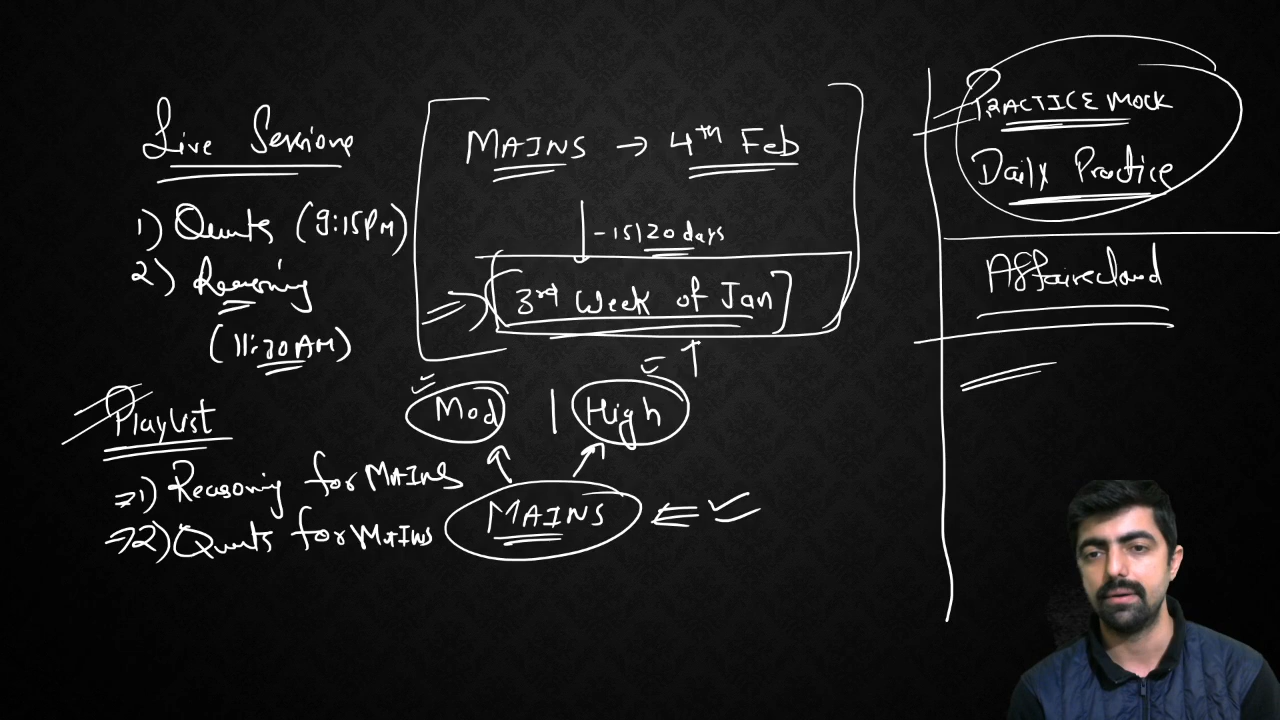 Live Sessions
1) Quants (9:15PM)
2) Reasoning
(11:20AM)
Playlist
1) Reasoning for MAINS
2) Quants for MAINS
MAINS → 4th Feb
- 15|20 days
3rd Week of Jan
Mod | High
MAINS
PRACTICE MOCK
Daily Practice
Affairscloud